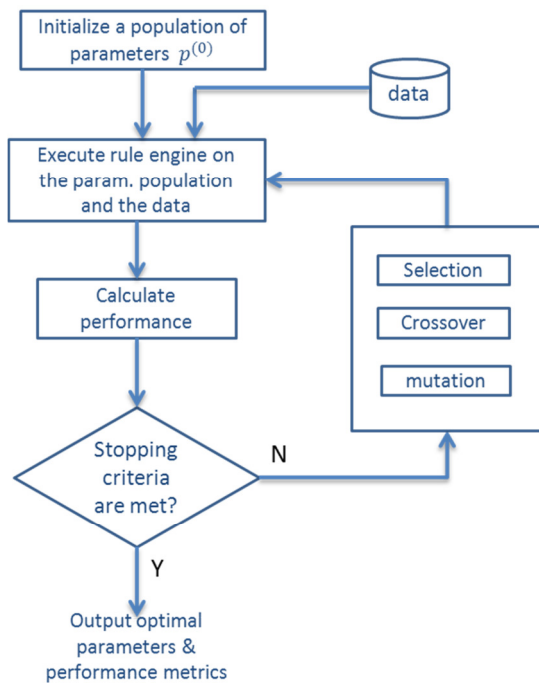 Initialize a population of
parameters p^(0)
data
Execute rule engine on
the param. population
and the data
Calculate
performance
Selection
Crossover
mutation
Stopping
criteria
are met?
N
Y
Output optimal
parameters &
performance metrics